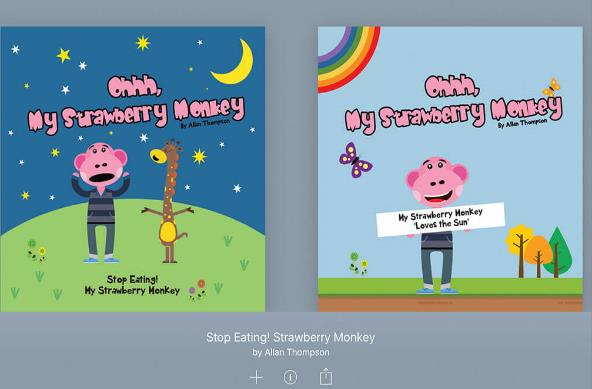 Ohhh,
My Strawberry Monkey
By Allan Thompson
Stop Eating!
My Strawberry Monkey
Ohhh,
My Strawberry Monkey
By Allan Thompson
My Strawberry Monkey
'Loves the Sun'
Stop Eating! Strawberry Monkey
by Allan Thompson